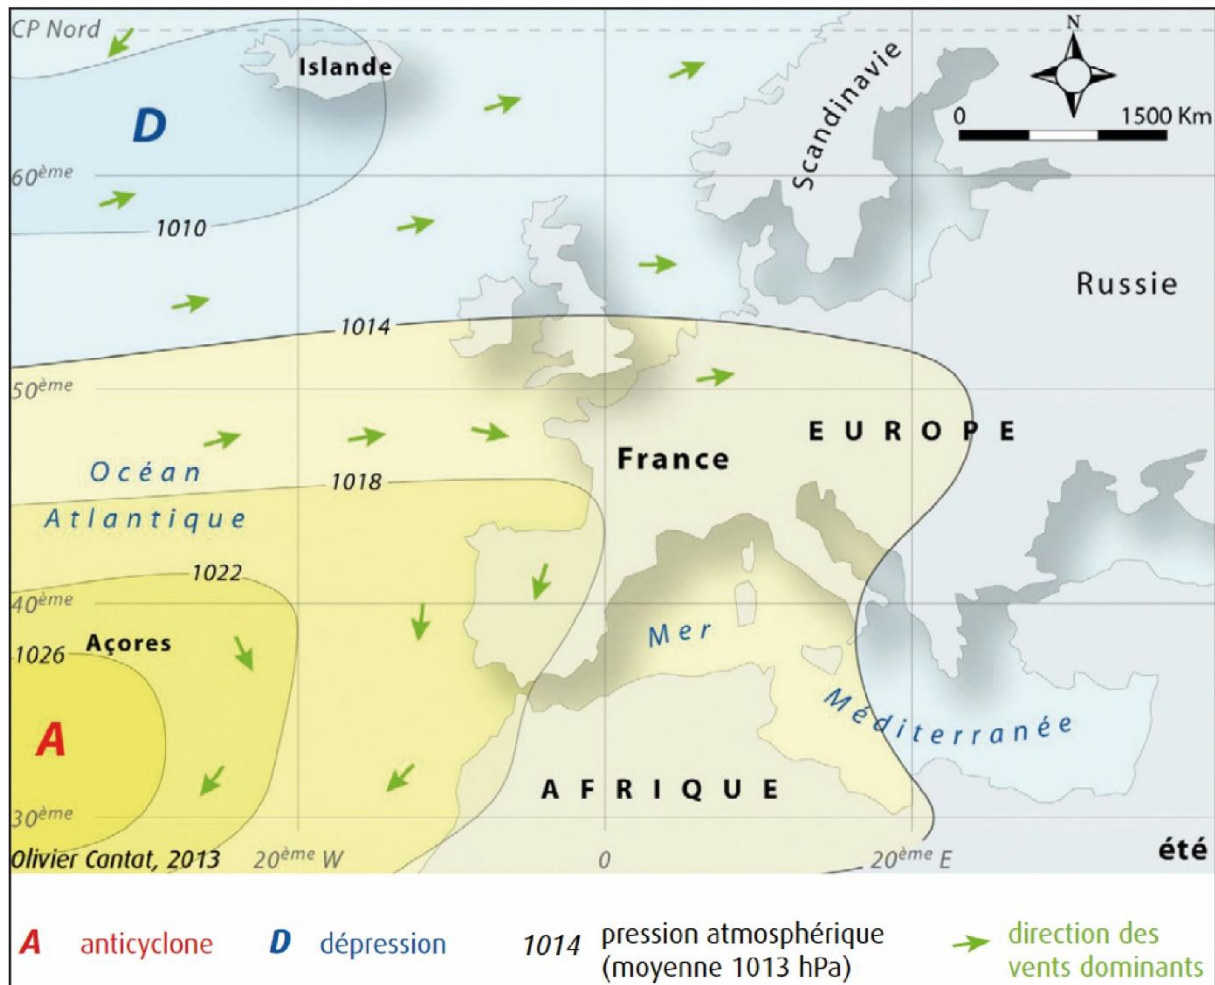 CP Nord
N
Islande
Scandinavie
0 1500 Km
D
60ème
1010
Russie
1014
50ème
EUROPE
France
Océan
Atlantique
1018
1022
40ème
Açores
1026
Mer
Méditerranée
A
AFRIQUE
30ème
Olivier Cantat, 2013
20ème W
0
20ème E
été
A anticyclone
D dépression
1014 pression atmosphérique
(moyenne 1013 hPa)
direction des
vents dominants